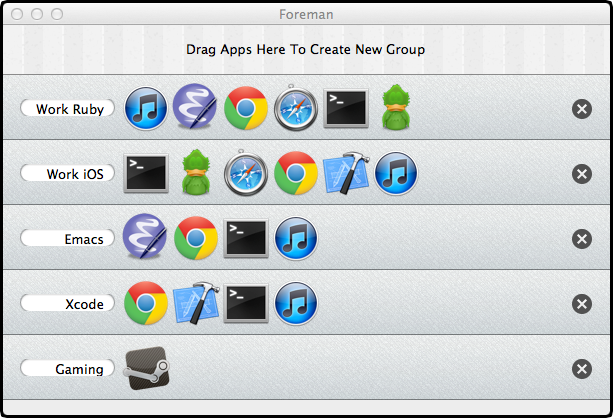 Foreman
Drag Apps Here To Create New Group
Work Ruby
Work iOS
Emacs
Xcode
Gaming